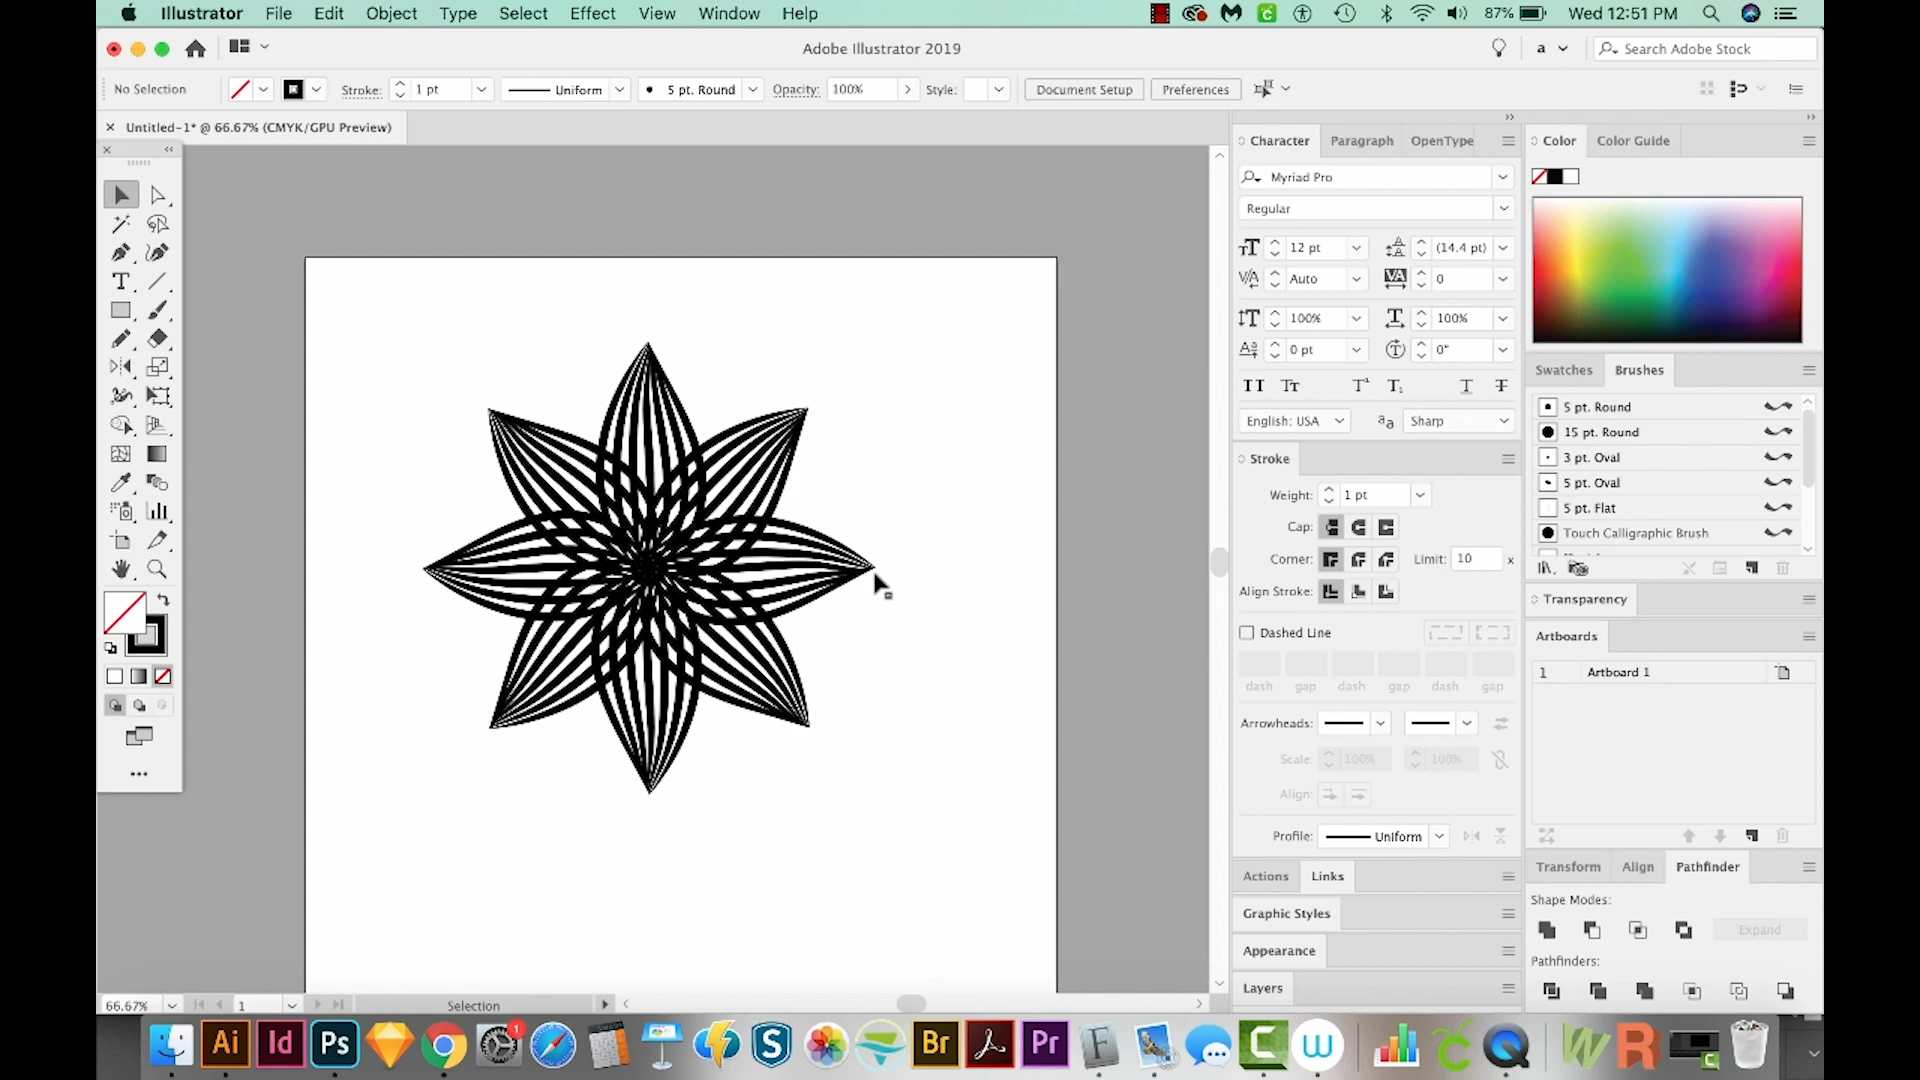 Illustrator File Edit Object Type Select Effect View Window Help 87% Wed 12:51 PM
Adobe Illustrator 2019 a Search Adobe Stock
No Selection Stroke: 1 pt Uniform 5 pt. Round Opacity: 100% Style: Document Setup Preferences
Untitled-1* @ 66.67% (CMYK/GPU Preview)
Character Paragraph OpenType
Myriad Pro
Regular
12 pt (14.4 pt)
Auto 0
100% 100%
0 pt 0°
English: USA Sharp
Stroke
Weight: 1 pt
Cap:
Corner: Limit: 10 x
Align Stroke:
Dashed Line
dash gap dash gap dash gap
Arrowheads:
Scale: 100% 100%
Align:
Profile: Uniform
Actions Links
Graphic Styles
Appearance
Layers
Color Color Guide
Swatches Brushes
5 pt. Round
15 pt. Round
3 pt. Oval
5 pt. Oval
5 pt. Flat
Touch Calligraphic Brush
Transparency
Artboards
1 Artboard 1
Transform Align Pathfinder
Shape Modes:
Expand
Pathfinders:
66.67% 1 Selection
Ai Id Ps 1 S Br Pr F C W R